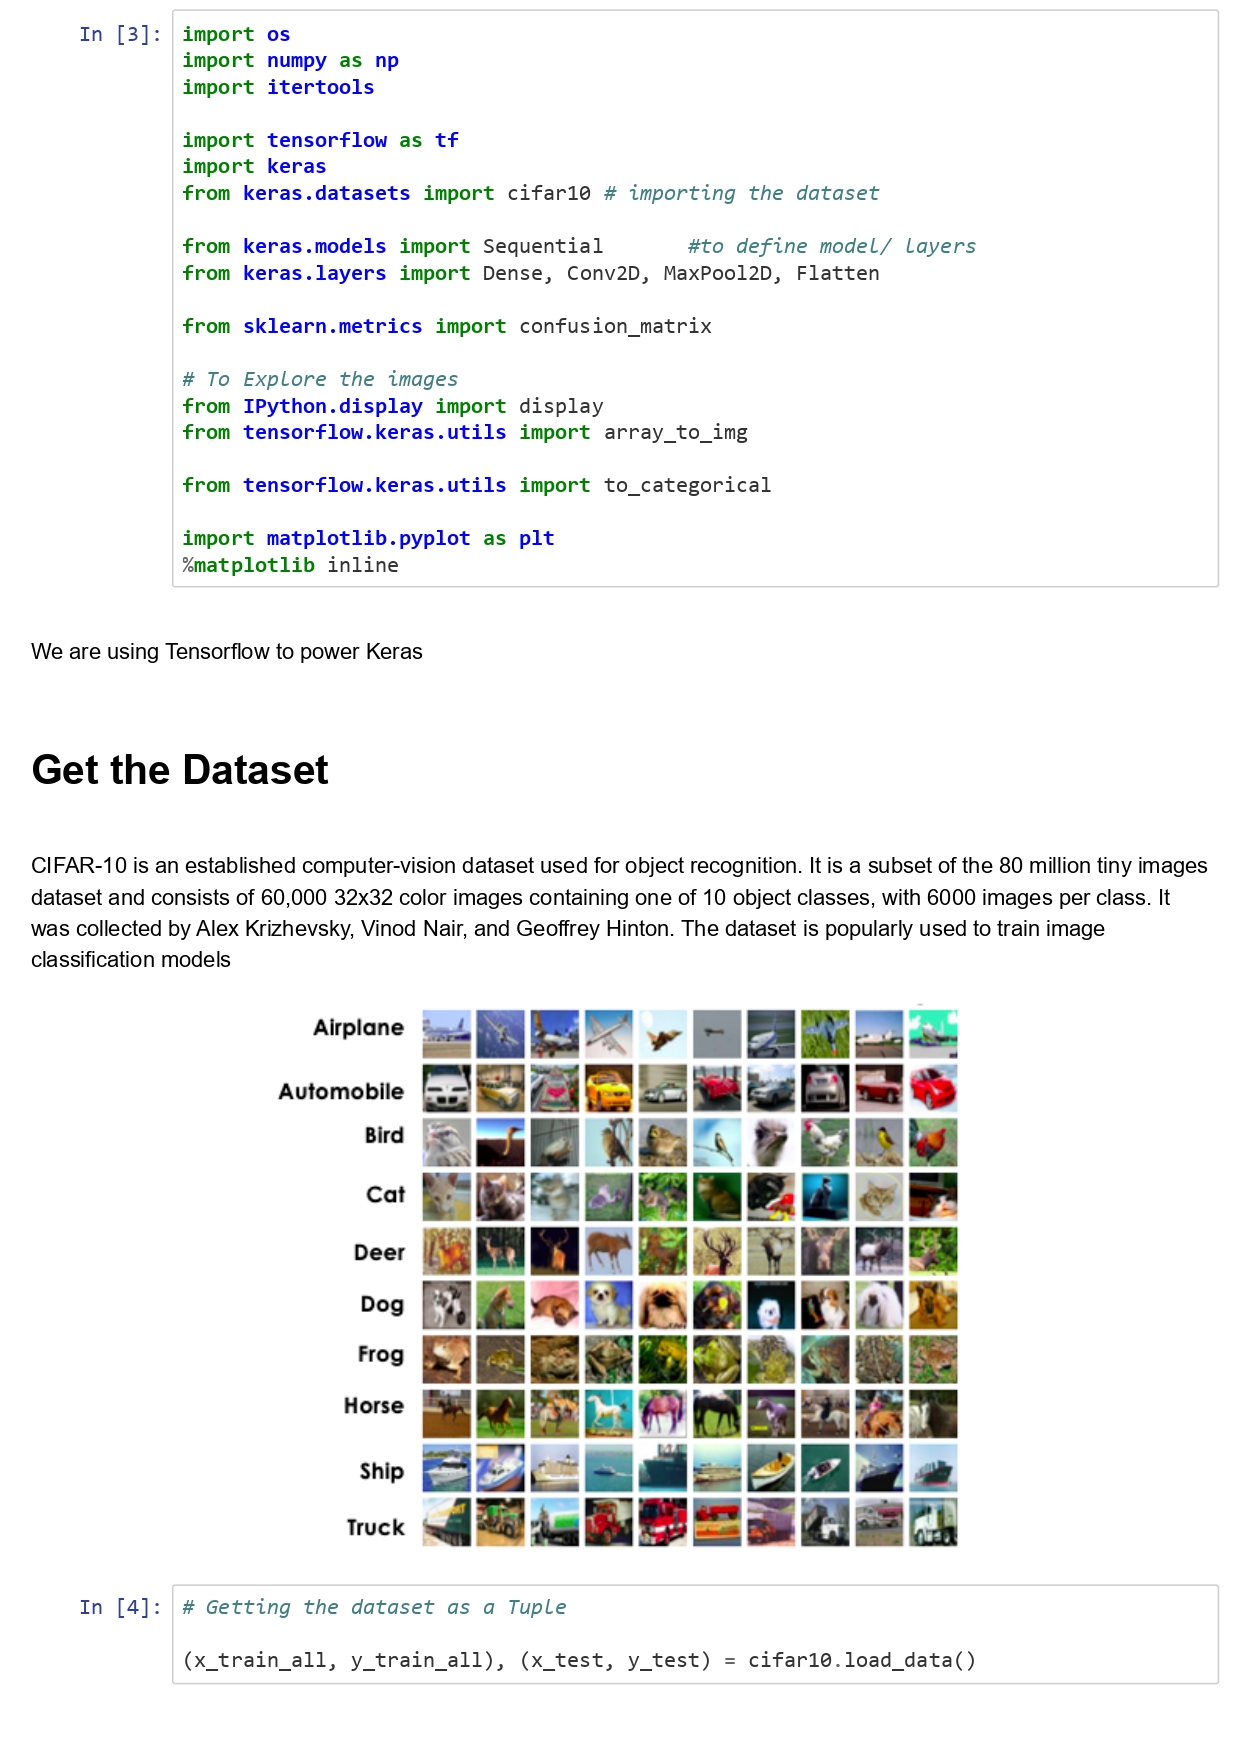 In [3]: import os
import numpy as np
import itertools
import tensorflow as tf
import keras
from keras.datasets import cifar10 # importing the dataset
from keras.models import Sequential       #to define model/ layers
from keras.layers import Dense, Conv2D, MaxPool2D, Flatten
from sklearn.metrics import confusion_matrix
# To Explore the images
from IPython.display import display
from tensorflow.keras.utils import array_to_img
from tensorflow.keras.utils import to_categorical
import matplotlib.pyplot as plt
%matplotlib inline
We are using Tensorflow to power Keras
Get the Dataset
CIFAR-10 is an established computer-vision dataset used for object recognition. It is a subset of the 80 million tiny images
dataset and consists of 60,000 32x32 color images containing one of 10 object classes, with 6000 images per class. It
was collected by Alex Krizhevsky, Vinod Nair, and Geoffrey Hinton. The dataset is popularly used to train image
classification models
Airplane
Automobile
Bird
Cat
Deer
Dog
Frog
Horse
Ship
Truck
In [4]: # Getting the dataset as a Tuple
(x_train_all, y_train_all), (x_test, y_test) = cifar10.load_data()